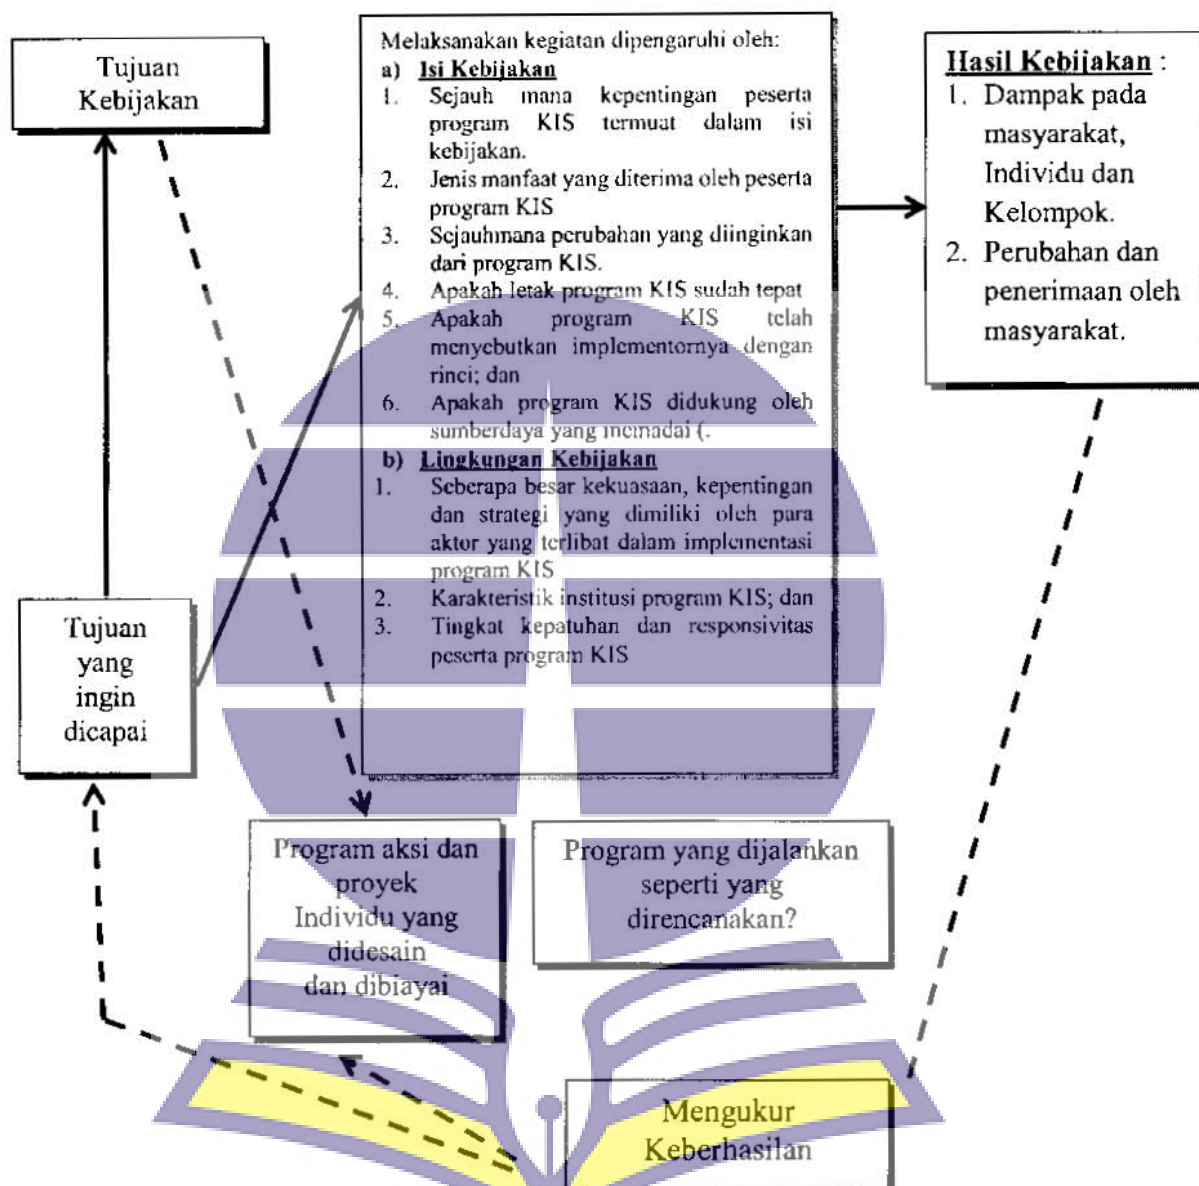 Tujuan
Kebijakan
Melaksanakan kegiatan dipengaruhi oleh:
a) Isi Kebijakan
1. Sejauh mana kepentingan peserta
program KIS termuat dalam isi
kebijakan.
2. Jenis manfaat yang diterima oleh peserta
program KIS
3. Sejauhmana perubahan yang diinginkan
dari program KIS.
4. Apakah letak program KIS sudah tepat
5. Apakah program KIS telah
menyebutkan implementornya dengan
rinci; dan
6. Apakah program KIS didukung oleh
sumberdaya yang memadai (.
b) Lingkungan Kebijakan
1. Seberapa besar kekuasaan, kepentingan
dan strategi yang dimiliki oleh para
aktor yang terlibat dalam implementasi
program KIS
2. Karakteristik institusi program KIS; dan
3. Tingkat kepatuhan dan responsivitas
peserta program KIS
Hasil Kebijakan :
1. Dampak pada
masyarakat,
Individu dan
Kelompok.
2. Perubahan dan
penerimaan oleh
masyarakat.
Tujuan
yang
ingin
dicapai
Program aksi dan
proyek
Individu yang
didesain
dan dibiayai
Program yang dijalankan
seperti yang
direncanakan?
Mengukur
Keberhasilan